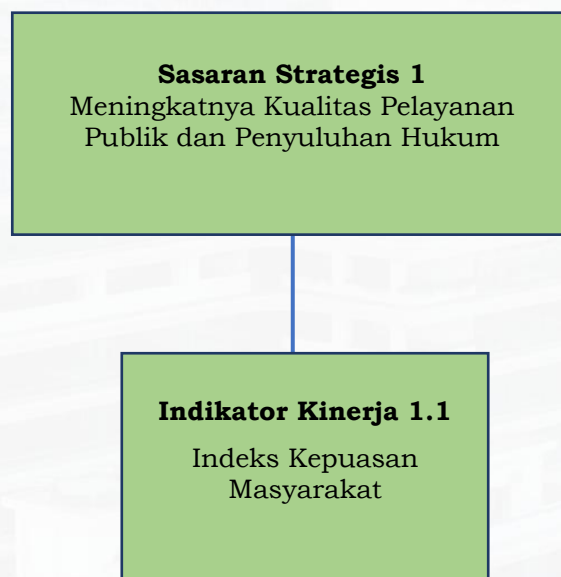 Sasaran Strategis 1
Meningkatnya Kualitas Pelayanan
Publik dan Penyuluhan Hukum
Indikator Kinerja 1.1
Indeks Kepuasan
Masyarakat